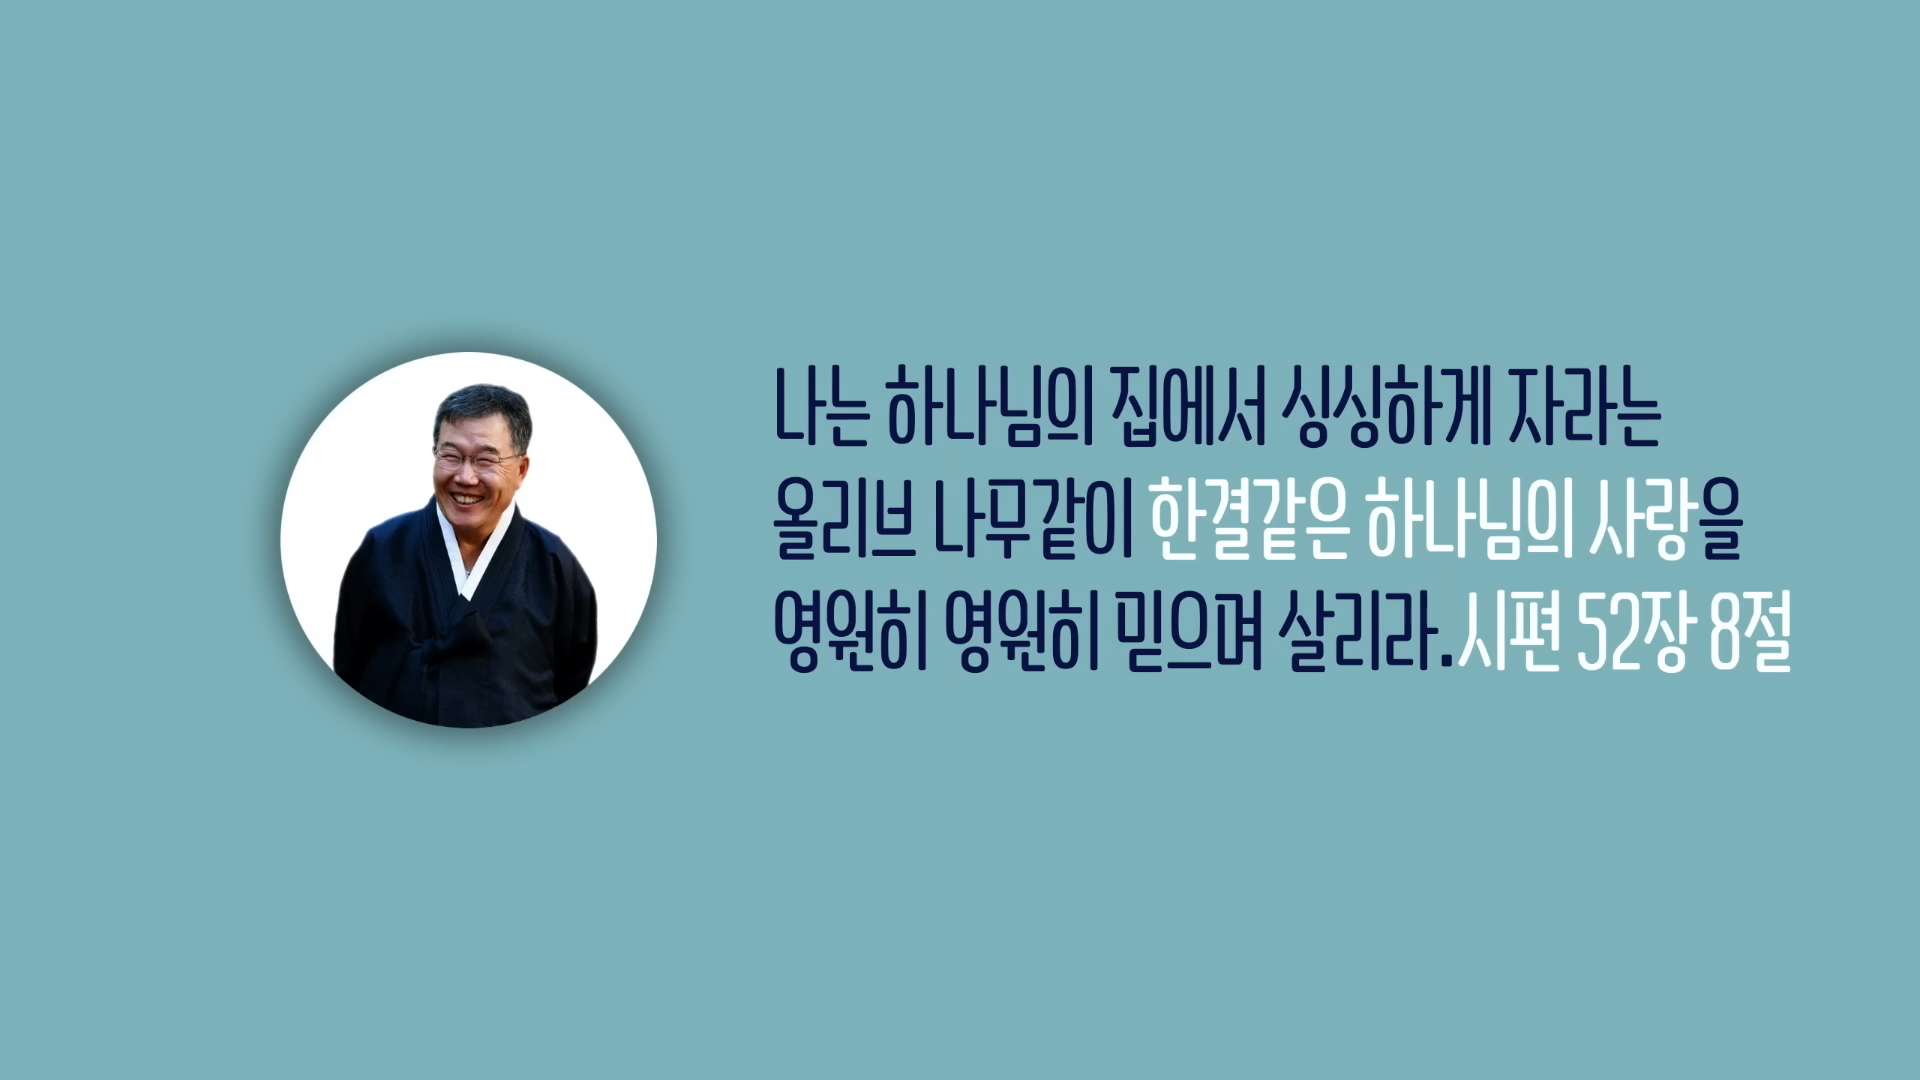 나는 하나님의 집에서 싱싱하게 자라는
올리브 나무같이 한결같은 하나님의 사랑을
영원히 영원히 믿으며 살리라.시편 52장 8절